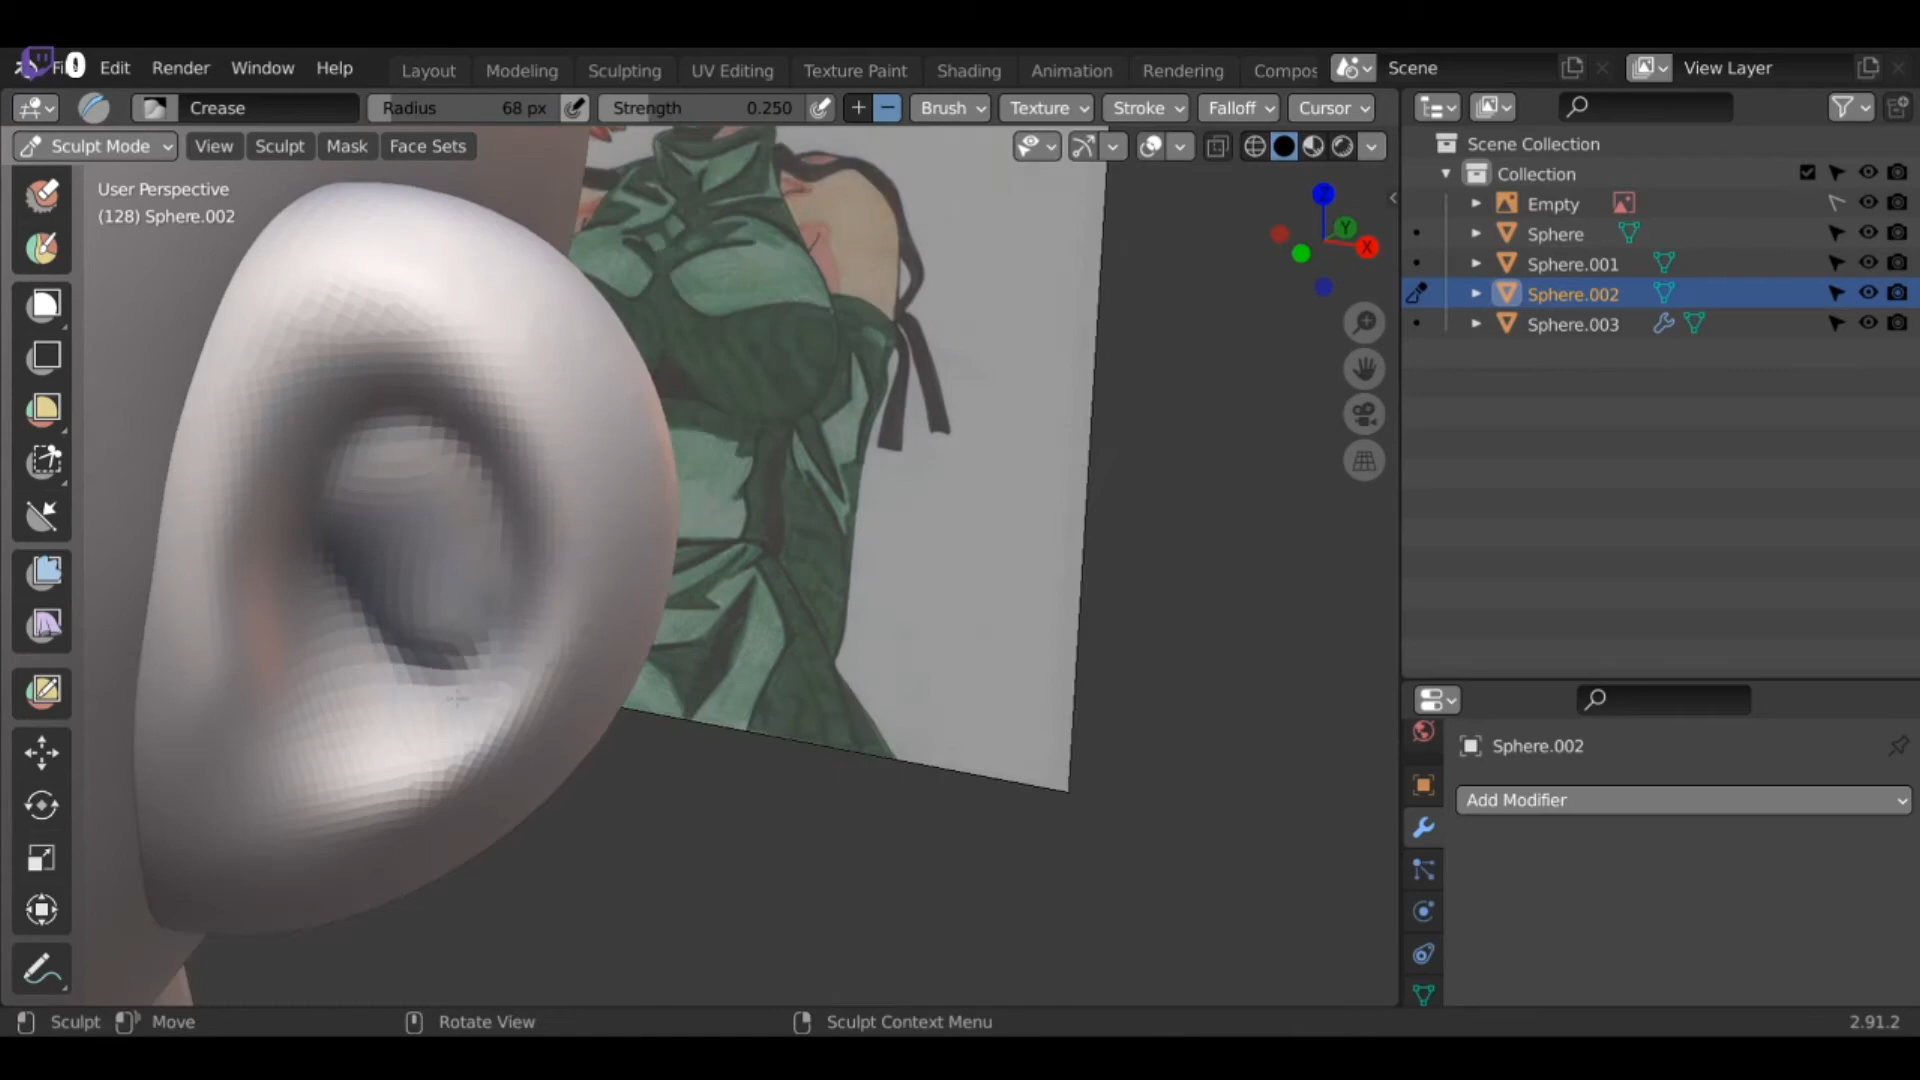 0 Edit Render Window Help Layout Modeling Sculpting UV Editing Texture Paint Shading Animation Rendering Compos Scene View Layer
Crease Radius 68 px Strength 0.250 + − Brush Texture Stroke Falloff Cursor
Sculpt Mode View Sculpt Mask Face Sets
User Perspective
(128) Sphere.002
Z
Y
X
Scene Collection
Collection
Empty
Sphere
Sphere.001
Sphere.002
Sphere.003
Sphere.002
Add Modifier
Sculpt Move Rotate View Sculpt Context Menu 2.91.2